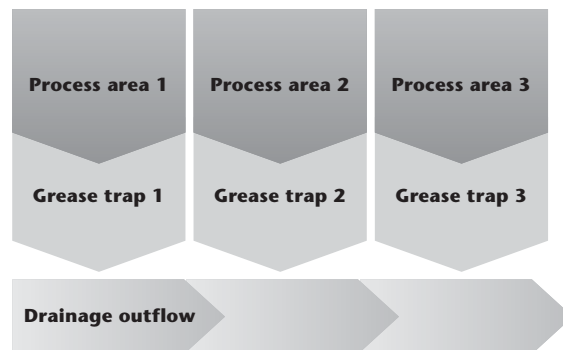 Process area 1
Process area 2
Process area 3
Grease trap 1
Grease trap 2
Grease trap 3
Drainage outflow